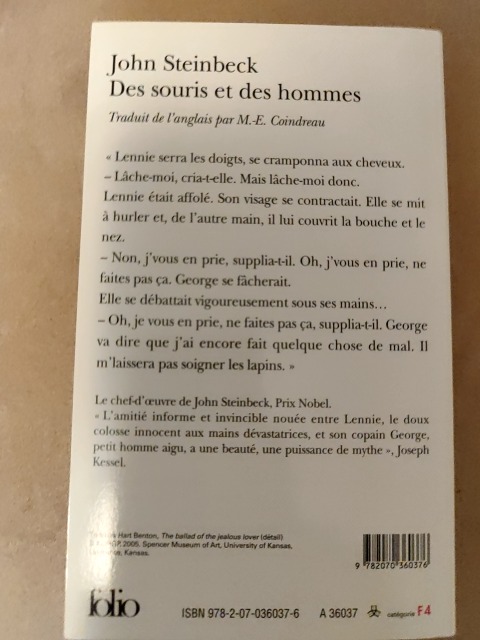 John Steinbeck
Des souris et des hommes
Traduit de l'anglais par M.-E. Coindreau
« Lennie serra les doigts, se cramponna aux cheveux.
– Lâche-moi, cria-t-elle. Mais lâche-moi donc.
Lennie était affolé. Son visage se contractait. Elle se mit
à hurler et, de l'autre main, il lui couvrit la bouche et le
nez.
– Non, j'vous en prie, supplia-t-il. Oh, j'vous en prie, ne
faites pas ça. George se fâcherait.
Elle se débattait vigoureusement sous ses mains…
– Oh, je vous en prie, ne faites pas ça, supplia-t-il. George
va dire que j'ai encore fait quelque chose de mal. Il
m'laissera pas soigner les lapins. »
Le chef-d'œuvre de John Steinbeck, Prix Nobel.
« L'amitié informe et invincible nouée entre Lennie, le doux
colosse innocent aux mains dévastatrices, et son copain George,
petit homme aigu, a une beauté, une puissance de mythe », Joseph
Kessel.
Hart Benton, The ballad of the jealous lover (détail)
2005. Spencer Museum of Art, University of Kansas,
Kansas.
9 782070 360376
folio
ISBN 978-2-07-036037-6 A 36037 catégorie F4